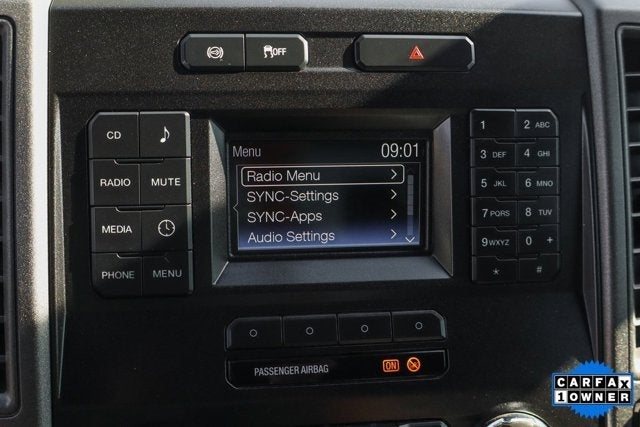 OFF
CD
RADIO MUTE
MEDIA
PHONE MENU
Menu 09:01
Radio Menu
SYNC-Settings
SYNC-Apps
Audio Settings
1 2 ABC
3 DEF 4 GHI
5 JKL 6 MNO
7 PQRS 8 TUV
9 WXYZ 0 +
* #
PASSENGER AIRBAG ON
CARFAX
1 OWNER